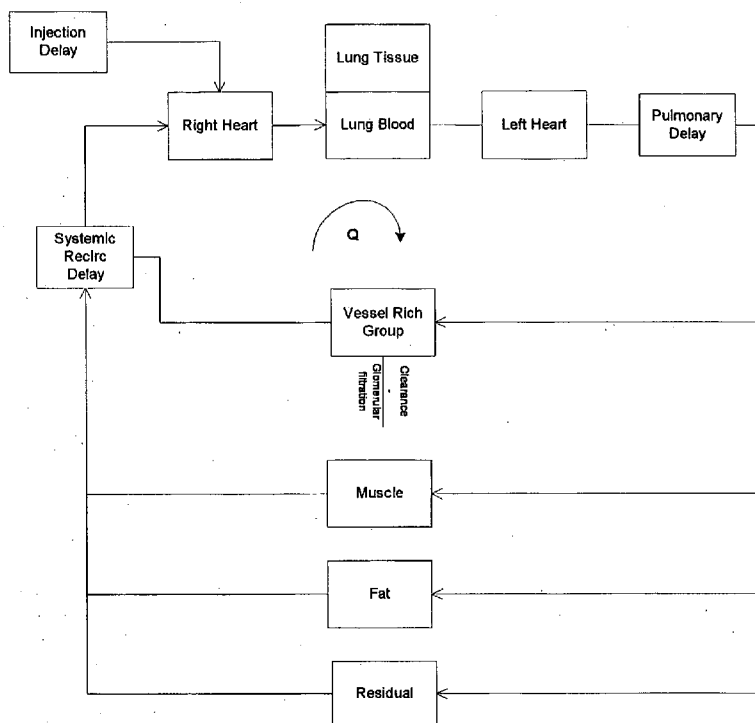 Injection
Delay
Lung Tissue
Right Heart
Lung Blood
Left Heart
Pulmonary
Delay
Systemic
Recirc
Delay
Q
Vessel Rich
Group
Clearance
Glomerular
filtration
Muscle
Fat
Residual